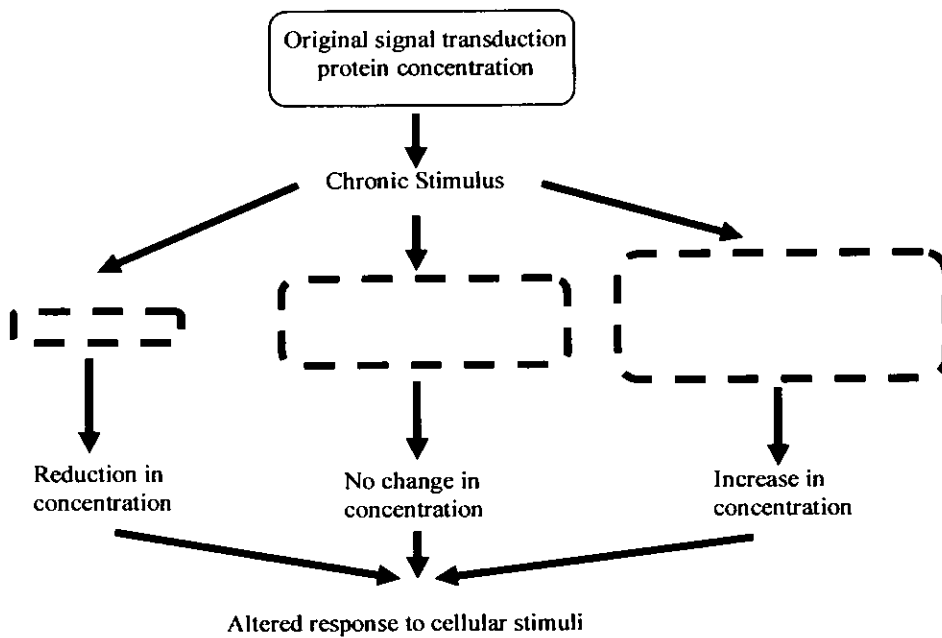 Original signal transduction
protein concentration
Chronic Stimulus
Reduction in
concentration
No change in
concentration
Increase in
concentration
Altered response to cellular stimuli